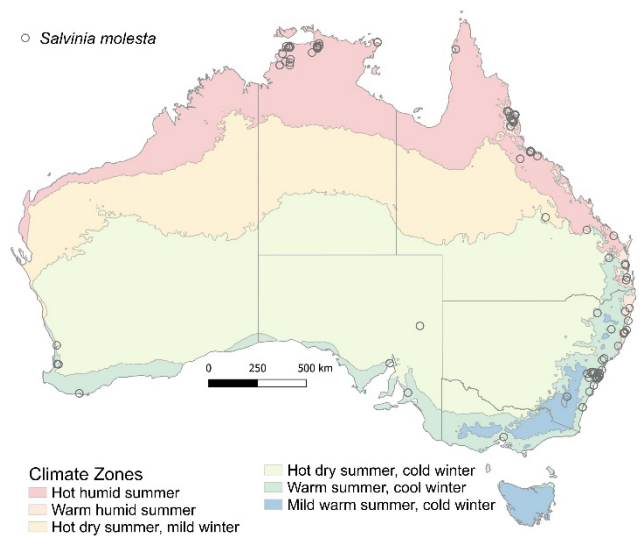 Salvinia molesta
0 250 500 km
Climate Zones
Hot humid summer
Warm humid summer
Hot dry summer, mild winter
Hot dry summer, cold winter
Warm summer, cool winter
Mild warm summer, cold winter